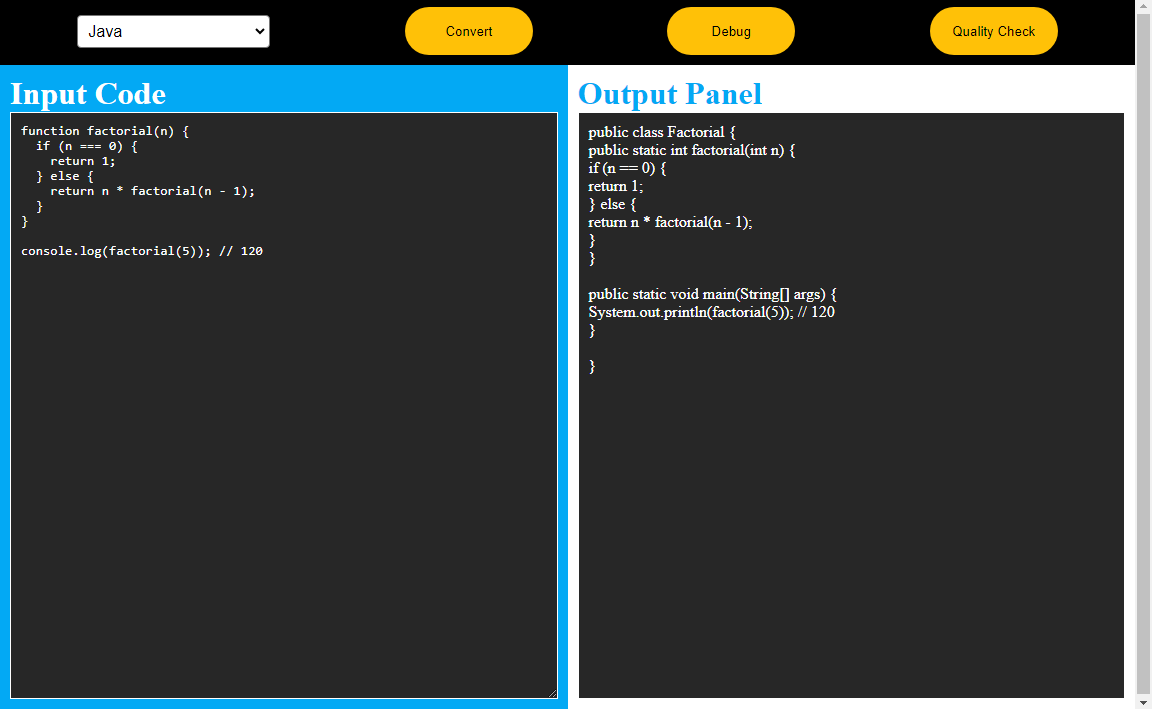 Java
Convert
Debug
Quality Check
Input Code
function factorial(n) {
  if (n === 0) {
    return 1;
  } else {
    return n * factorial(n - 1);
  }
}

console.log(factorial(5)); // 120
Output Panel
public class Factorial {
public static int factorial(int n) {
if (n == 0) {
return 1;
} else {
return n * factorial(n - 1);
}
}

public static void main(String[] args) {
System.out.println(factorial(5)); // 120
}

}